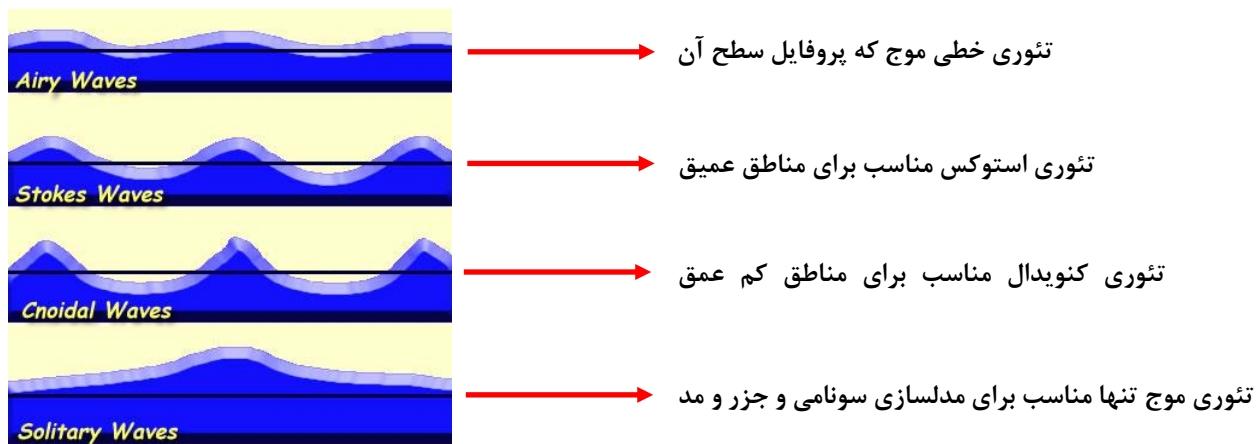 Airy Waves
تئوری خطی موج که پروفایل سطح آن
Stokes Waves
تئوری استوکس مناسب برای مناطق عمیق
Cnoidal Waves
تئوری کنویدال مناسب برای مناطق کم عمق
Solitary Waves
تئوری موج تنها مناسب برای مدلسازی سونامی و جزر و مد